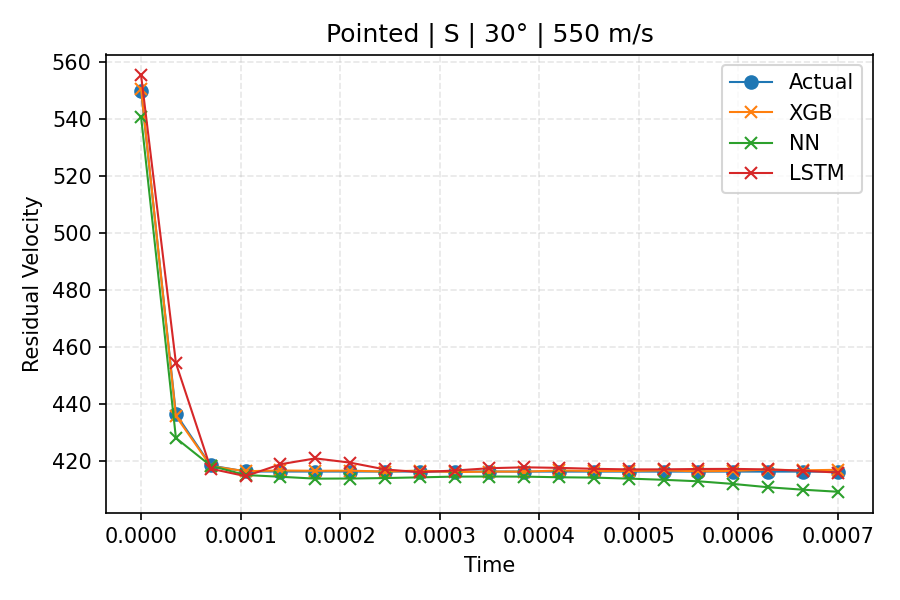 Pointed | S | 30° | 550 m/s
560
540
520
500
480
460
440
420
Residual Velocity
Actual
XGB
NN
LSTM
0.0000 0.0001 0.0002 0.0003 0.0004 0.0005 0.0006 0.0007
Time